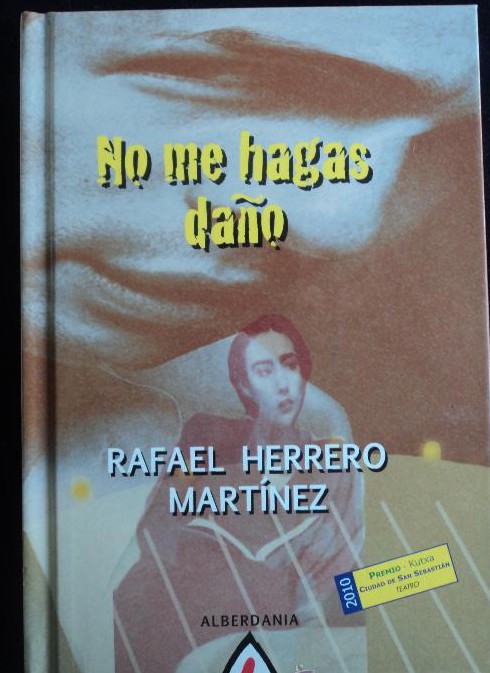 No me hagas
daño
RAFAEL HERRERO
MARTÍNEZ
2010
PREMIO - Kutxa
CIUDAD DE SAN SEBASTIÁN
TEATRO
ALBERDANIA